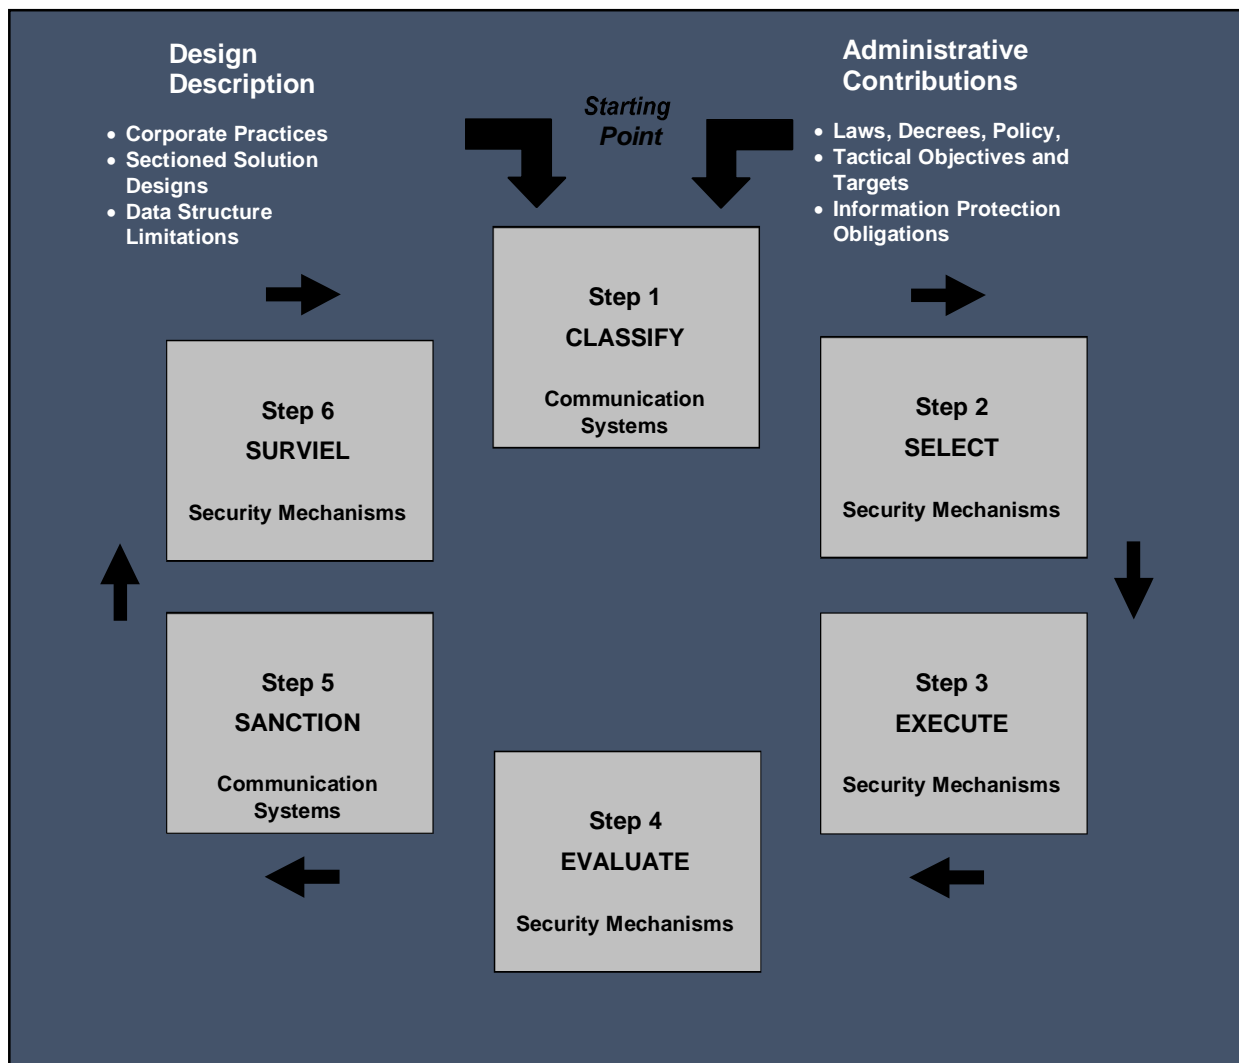 Design
Description
• Corporate Practices
• Sectioned Solution
Designs
• Data Structure
Limitations
Starting
Point
Administrative
Contributions
• Laws, Decrees, Policy,
• Tactical Objectives and
Targets
• Information Protection
Obligations
Step 1
CLASSIFY
Communication
Systems
Step 2
SELECT
Security Mechanisms
Step 3
EXECUTE
Security Mechanisms
Step 4
EVALUATE
Security Mechanisms
Step 5
SANCTION
Communication
Systems
Step 6
SURVIEL
Security Mechanisms